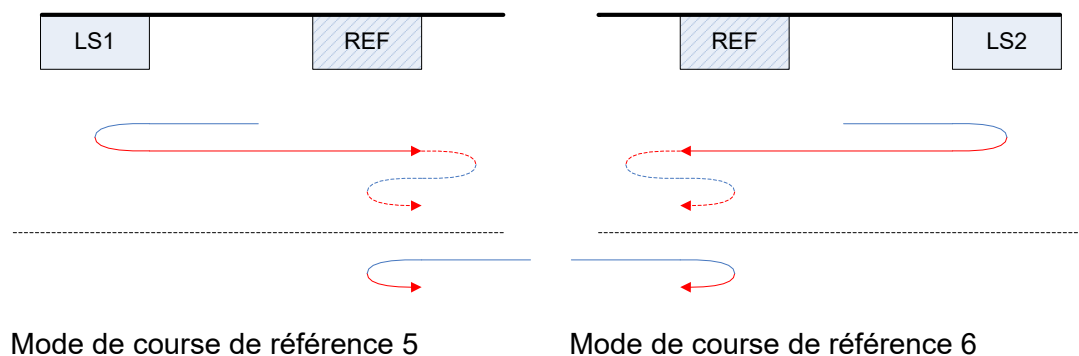 LS1 REF REF LS2
Mode de course de référence 5 Mode de course de référence 6